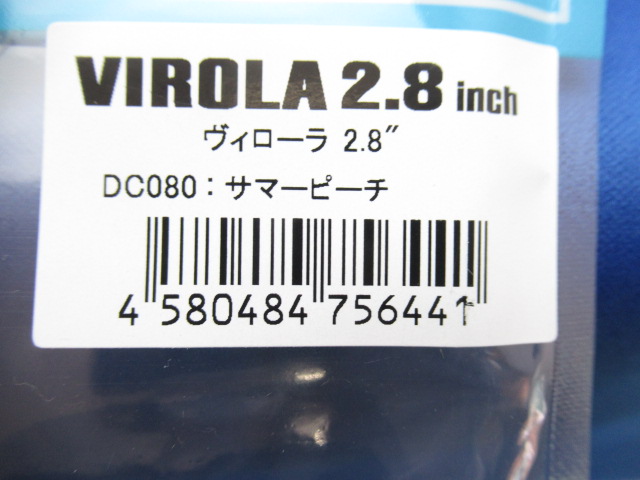 VIROLA 2.8 inch
ヴィローラ 2.8″
DC080：サマーピーチ
4 580484 756441